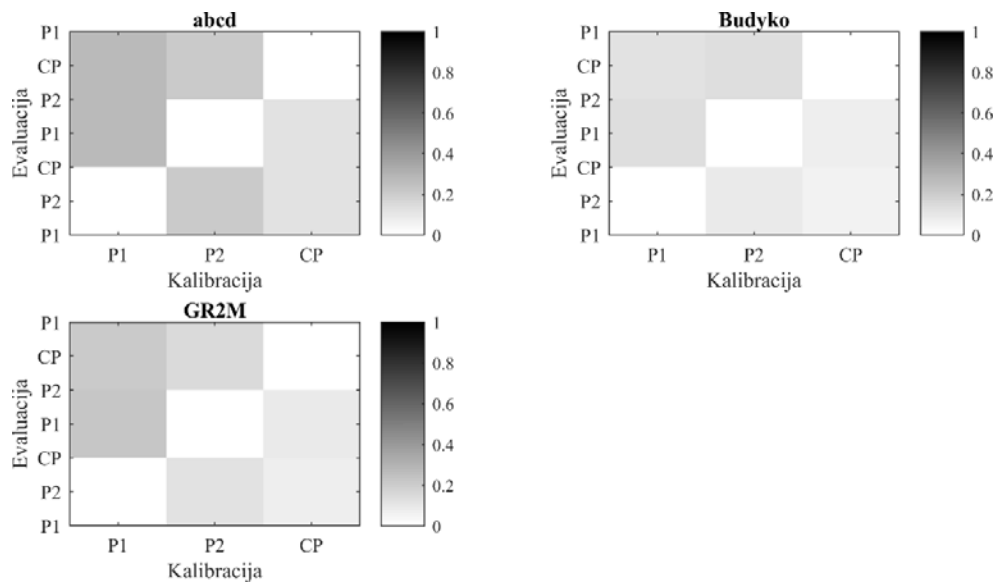 abcd
P1
CP
P2
P1
CP
P2
P1
Evaluacija
P1 P2 CP
Kalibracija
1
0.8
0.6
0.4
0.2
0
Budyko
P1
CP
P2
P1
CP
P2
P1
Evaluacija
P1 P2 CP
Kalibracija
1
0.8
0.6
0.4
0.2
0
GR2M
P1
CP
P2
P1
CP
P2
P1
Evaluacija
P1 P2 CP
Kalibracija
1
0.8
0.6
0.4
0.2
0